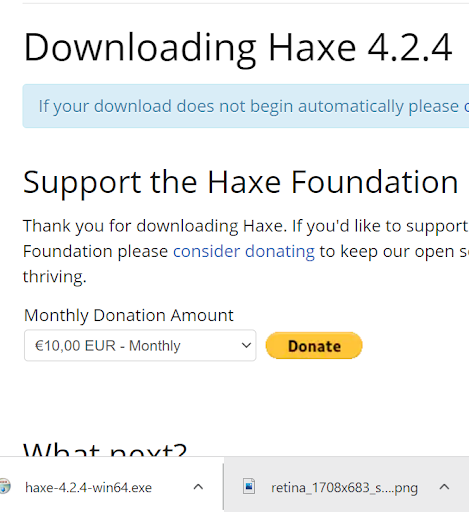 Downloading Haxe 4.2.4
If your download does not begin automatically please
Support the Haxe Foundation
Thank you for downloading Haxe. If you'd like to support
Foundation please consider donating to keep our open
thriving.
Monthly Donation Amount
€10,00 EUR - Monthly
Donate
What next?
haxe-4.2.4-win64.exe
retina_1708x683_s....png